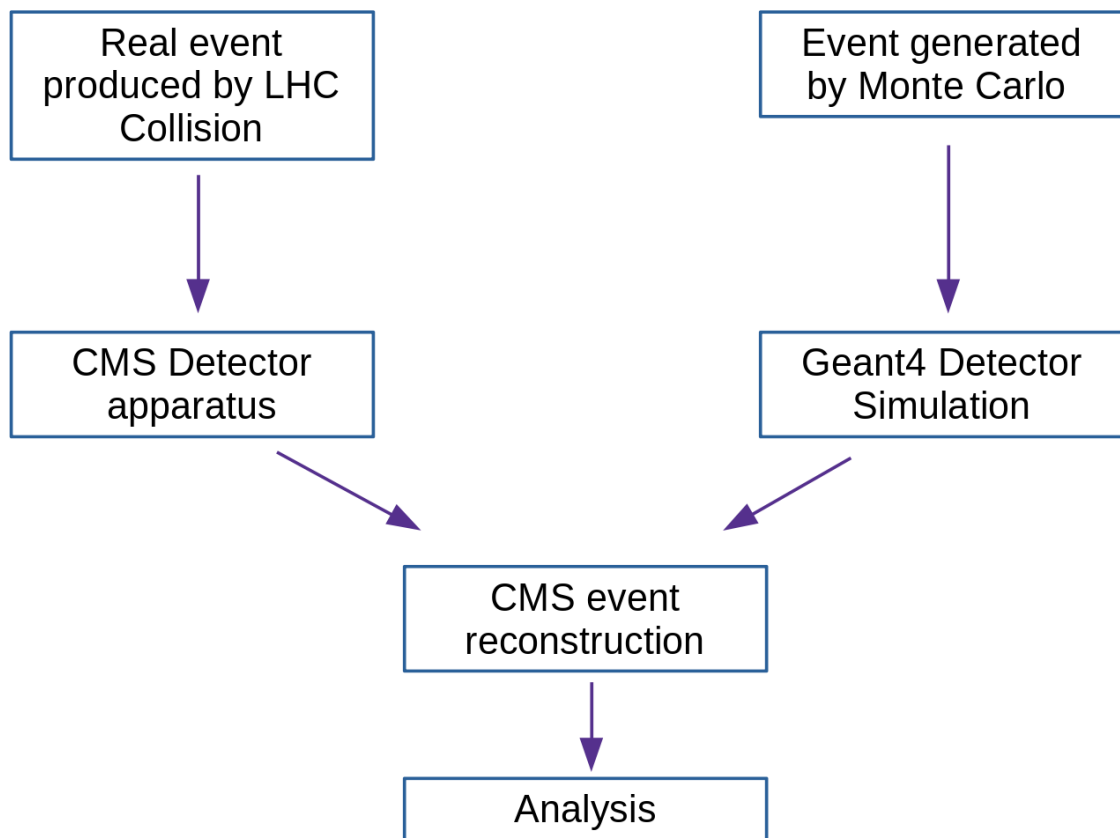 Real event
produced by LHC
Collision
Event generated
by Monte Carlo
CMS Detector
apparatus
Geant4 Detector
Simulation
CMS event
reconstruction
Analysis